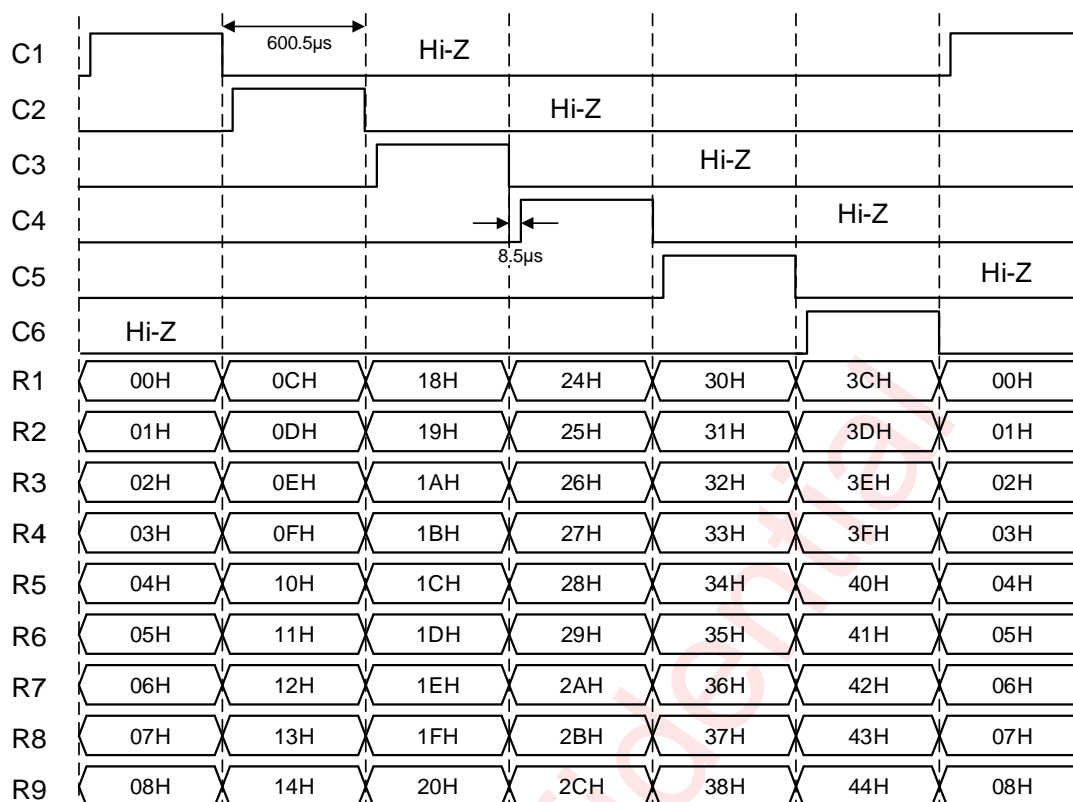 600.5µs
C1 Hi-Z
C2 Hi-Z
C3 Hi-Z
C4 Hi-Z
8.5µs
C5 Hi-Z
C6 Hi-Z
R1 00H 0CH 18H 24H 30H 3CH 00H
R2 01H 0DH 19H 25H 31H 3DH 01H
R3 02H 0EH 1AH 26H 32H 3EH 02H
R4 03H 0FH 1BH 27H 33H 3FH 03H
R5 04H 10H 1CH 28H 34H 40H 04H
R6 05H 11H 1DH 29H 35H 41H 05H
R7 06H 12H 1EH 2AH 36H 42H 06H
R8 07H 13H 1FH 2BH 37H 43H 07H
R9 08H 14H 20H 2CH 38H 44H 08H
fidential